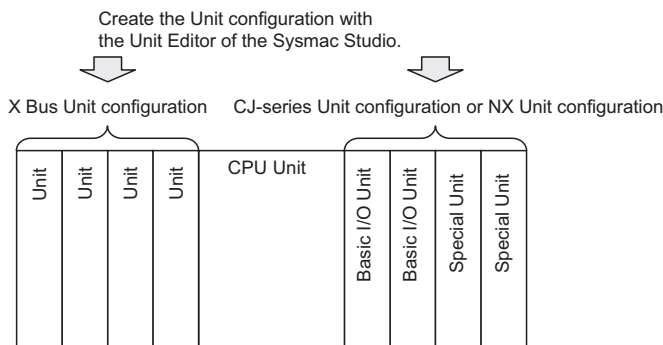 Create the Unit configuration with
the Unit Editor of the Sysmac Studio.
X Bus Unit configuration
CJ-series Unit configuration or NX Unit configuration
Unit
Unit
Unit
Unit
CPU Unit
Basic I/O Unit
Basic I/O Unit
Special Unit
Special Unit